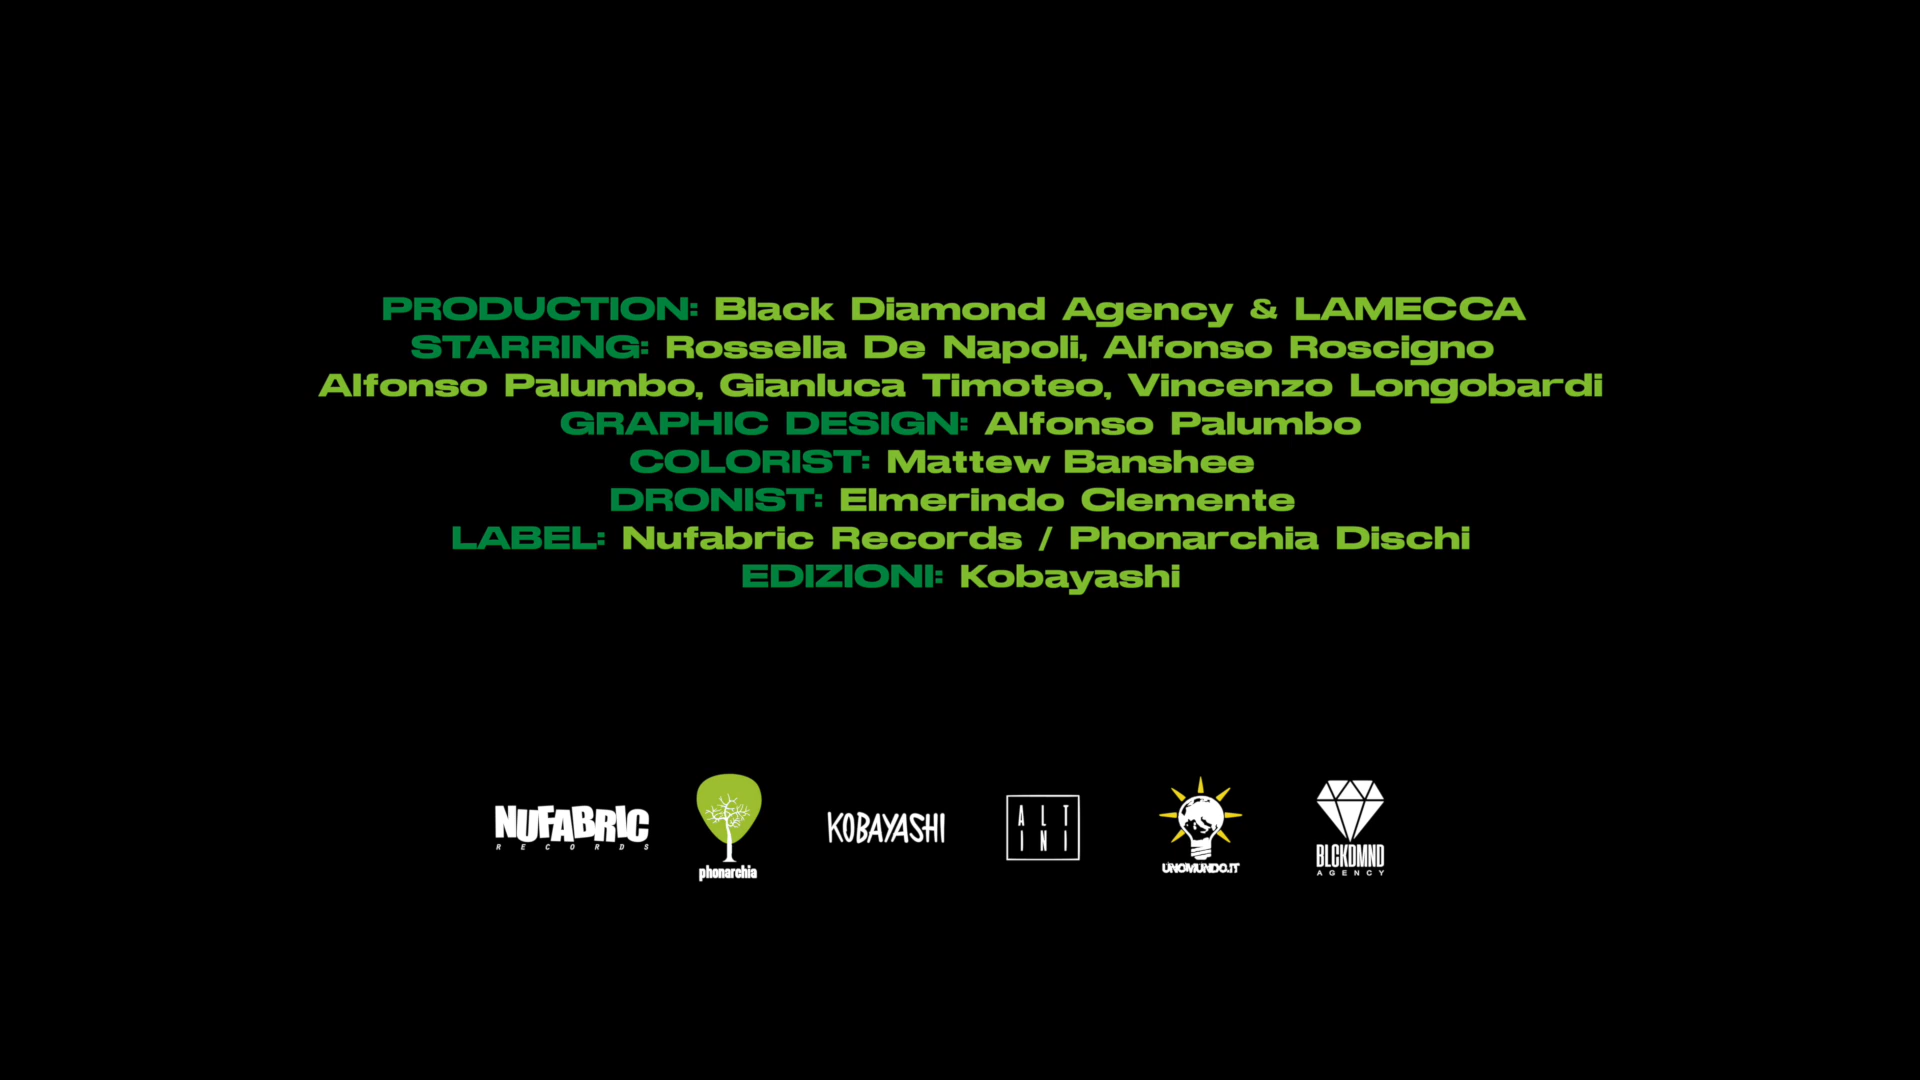 PRODUCTION: Black Diamond Agency & LAMECCA
STARRING: Rossella De Napoli, Alfonso Roscigno
Alfonso Palumbo, Gianluca Timoteo, Vincenzo Longobardi
GRAPHIC DESIGN: Alfonso Palumbo
COLORIST: Mattew Banshee
DRONIST: Elmerindo Clemente
LABEL: Nufabric Records / Phonarchia Dischi
EDIZIONI: Kobayashi
NUFABRIC
RECORDS
phonarchia
KOBAYASHI
ALT
INI
UNOMUNDO.IT
BLCKDMND
AGENCY